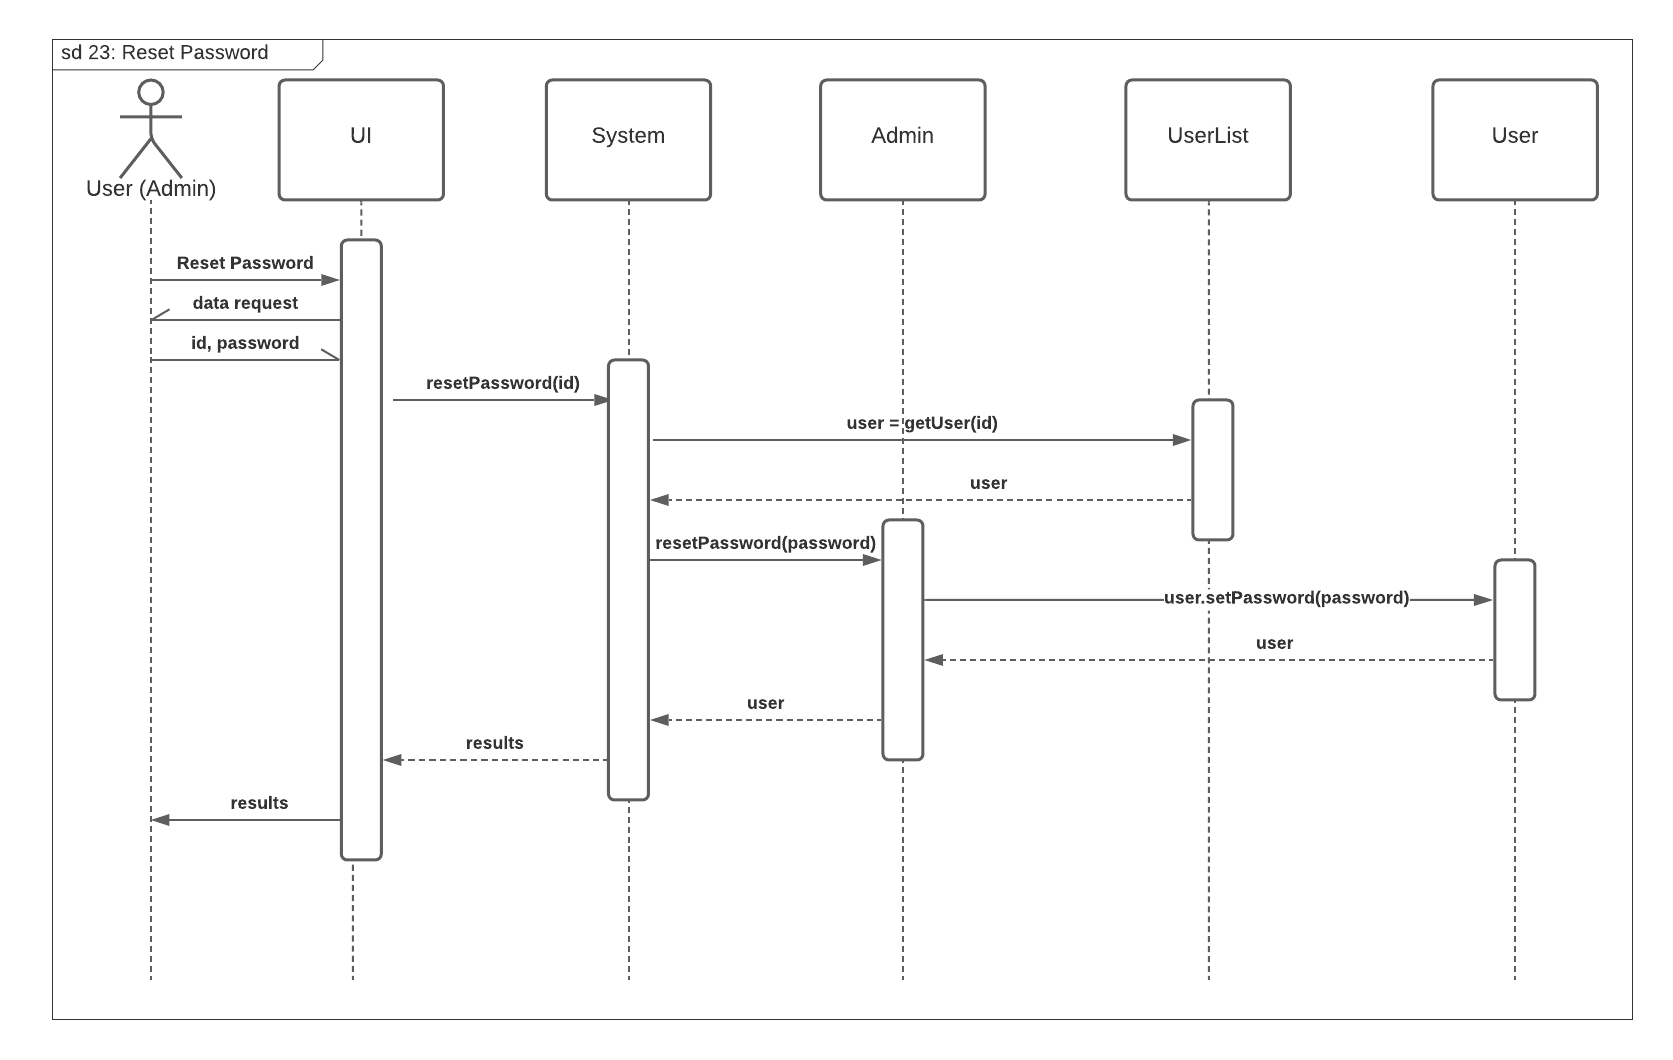 sd 23: Reset Password
User (Admin)
UI
System
Admin
UserList
User
Reset Password
data request
id, password
resetPassword(id)
user = getUser(id)
user
resetPassword(password)
user.setPassword(password)
user
user
results
results